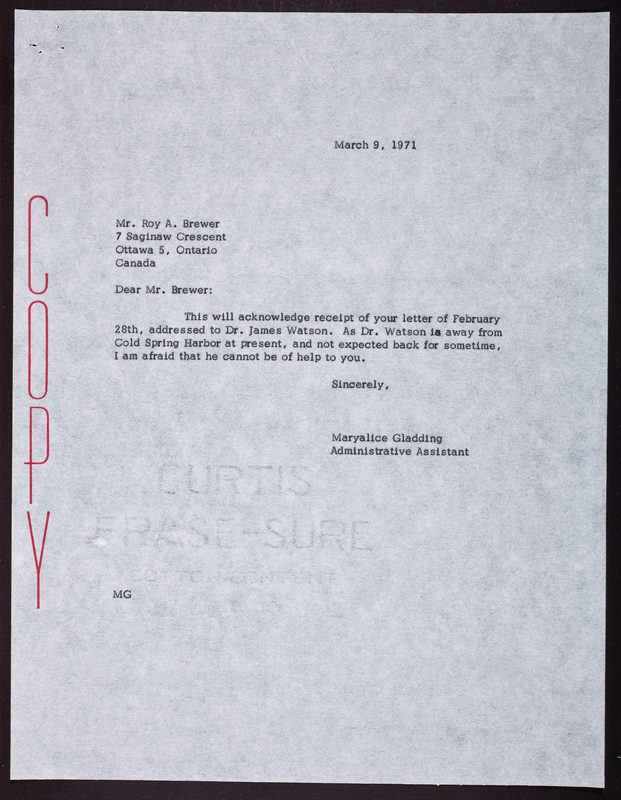 March 9, 1971
COPY
Mr. Roy A. Brewer
7 Saginaw Crescent
Ottawa 5, Ontario
Canada
Dear Mr. Brewer:
This will acknowledge receipt of your letter of February
28th, addressed to Dr. James Watson. As Dr. Watson is away from
Cold Spring Harbor at present, and not expected back for sometime,
I am afraid that he cannot be of help to you.
Sincerely,
Maryalice Gladding
Administrative Assistant
CURTIS
ERASE-SURE
COTTON CONTENT
MG